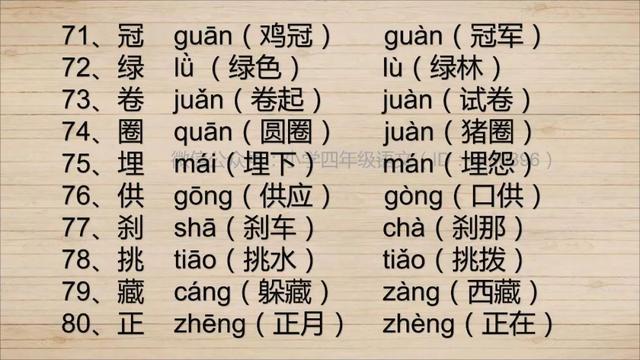 71、冠 guān（鸡冠） guàn（冠军）
72、绿 lǜ（绿色） lù（绿林）
73、卷 juǎn（卷起） juàn（试卷）
74、圈 quān（圆圈） juàn（猪圈）
75、埋 mái（埋下） mán（埋怨）
76、供 gōng（供应） gòng（口供）
77、刹 shā（刹车） chà（刹那）
78、挑 tiāo（挑水） tiǎo（挑拨）
79、藏 cáng（躲藏） zàng（西藏）
80、正 zhēng（正月） zhèng（正在）